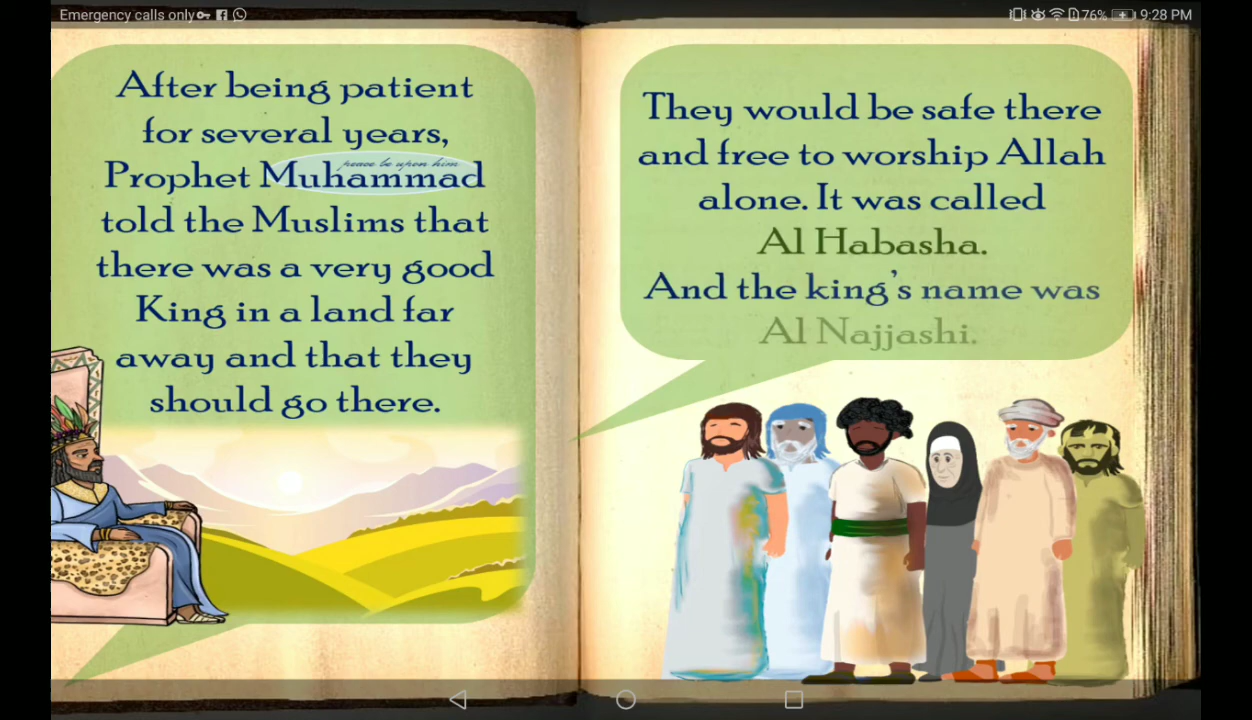 Emergency calls only
76% 9:28 PM
After being patient
for several years,
peace be upon him
Prophet Muhammad
told the Muslims that
there was a very good
King in a land far
away and that they
should go there.
They would be safe there
and free to worship Allah
alone. It was called
Al Habasha.
And the king's name was
Al Najjashi.